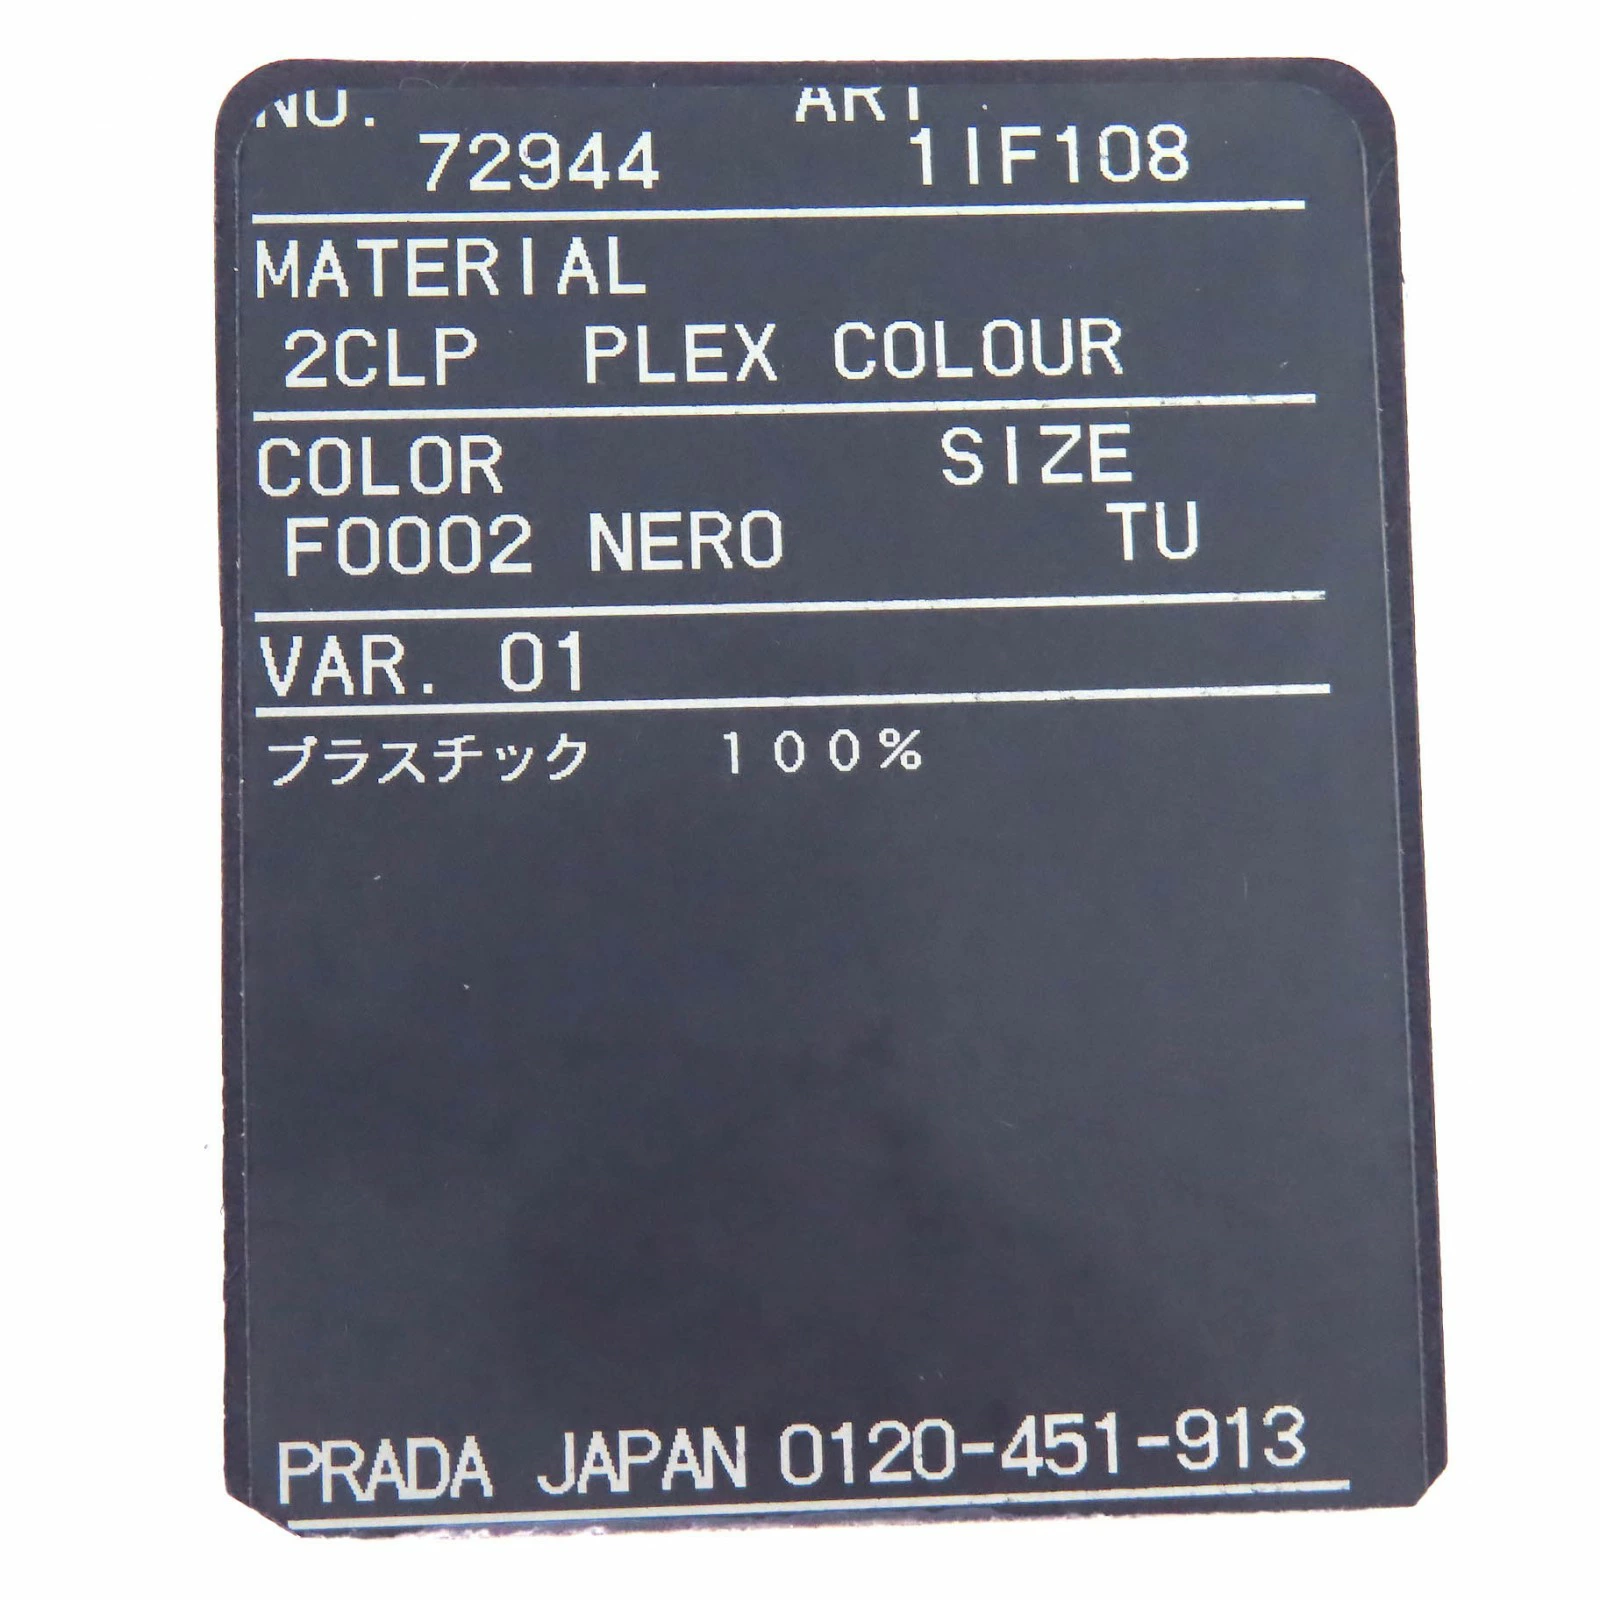 NO. ART
72944 1IF108
MATERIAL
2CLP PLEX COLOUR
COLOR SIZE
F0002 NERO TU
VAR. 01
プラスチック 100%
PRADA JAPAN 0120-451-913